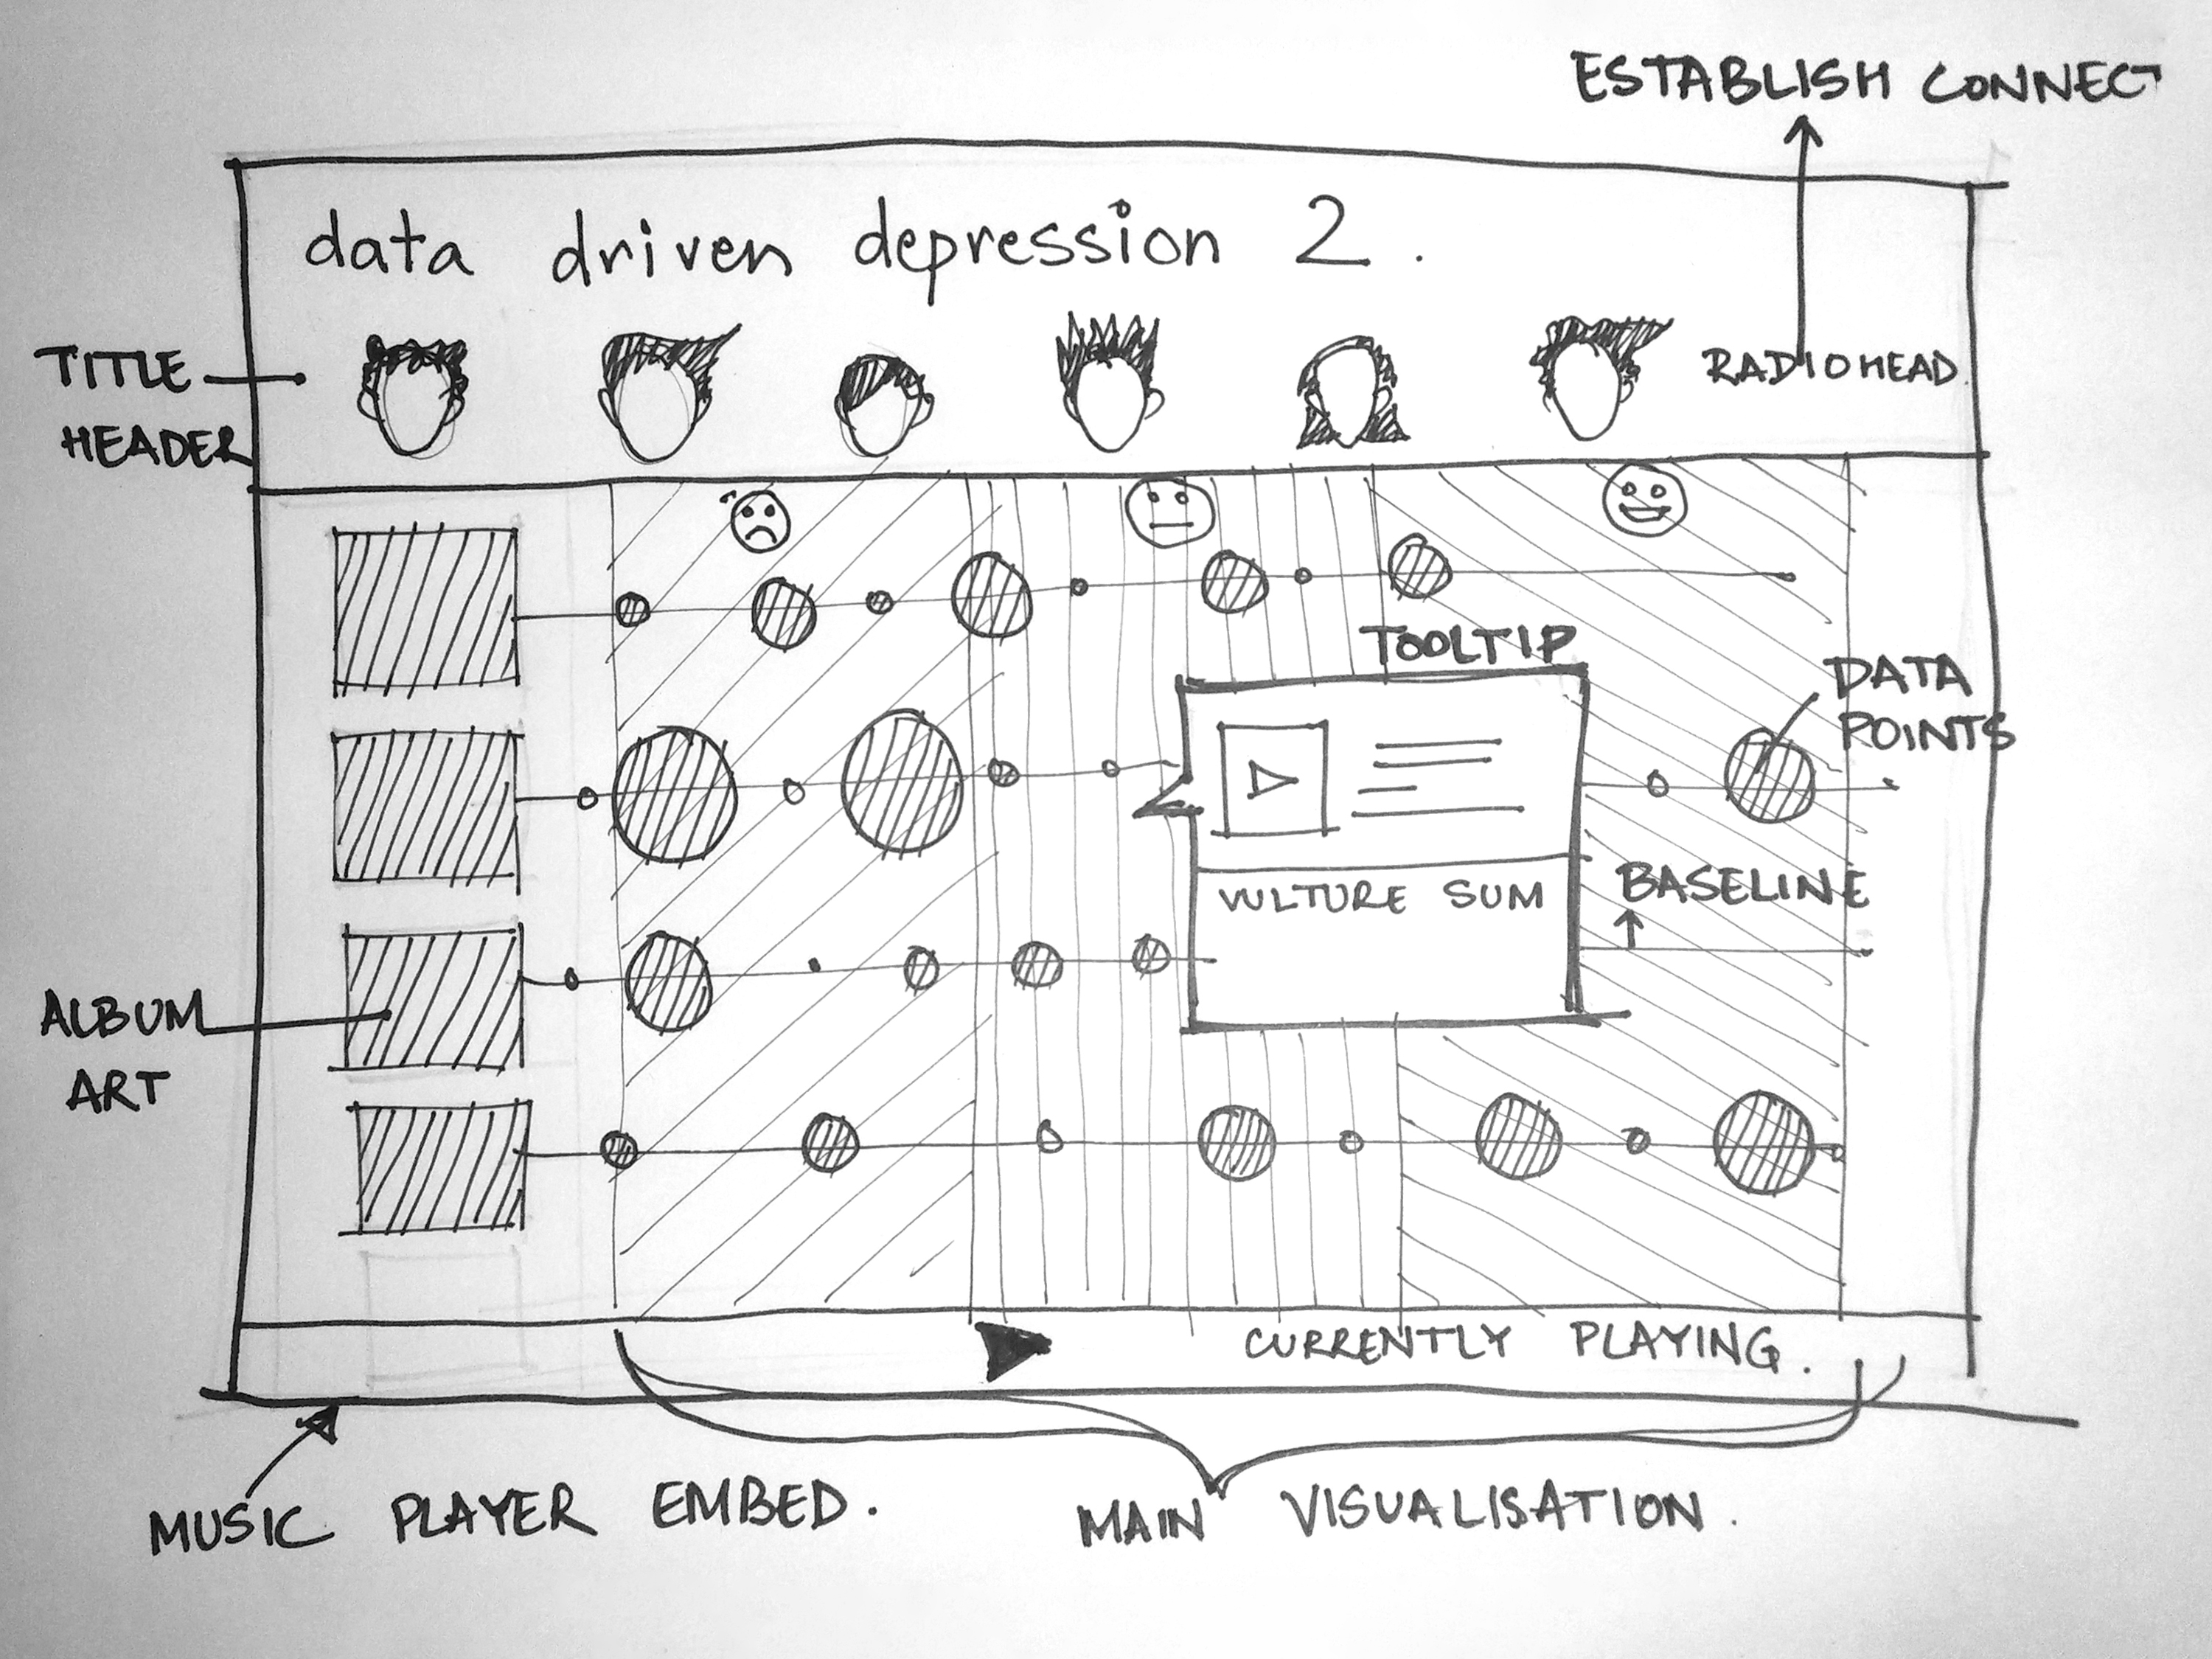 ESTABLISH CONNECT
data driven depression 2.
TITLE
HEADER
RADIOHEAD
TOOLTIP
DATA
POINTS
VULTURE SUM
BASELINE
ALBUM
ART
CURRENTLY PLAYING.
MUSIC PLAYER EMBED.
MAIN VISUALISATION.